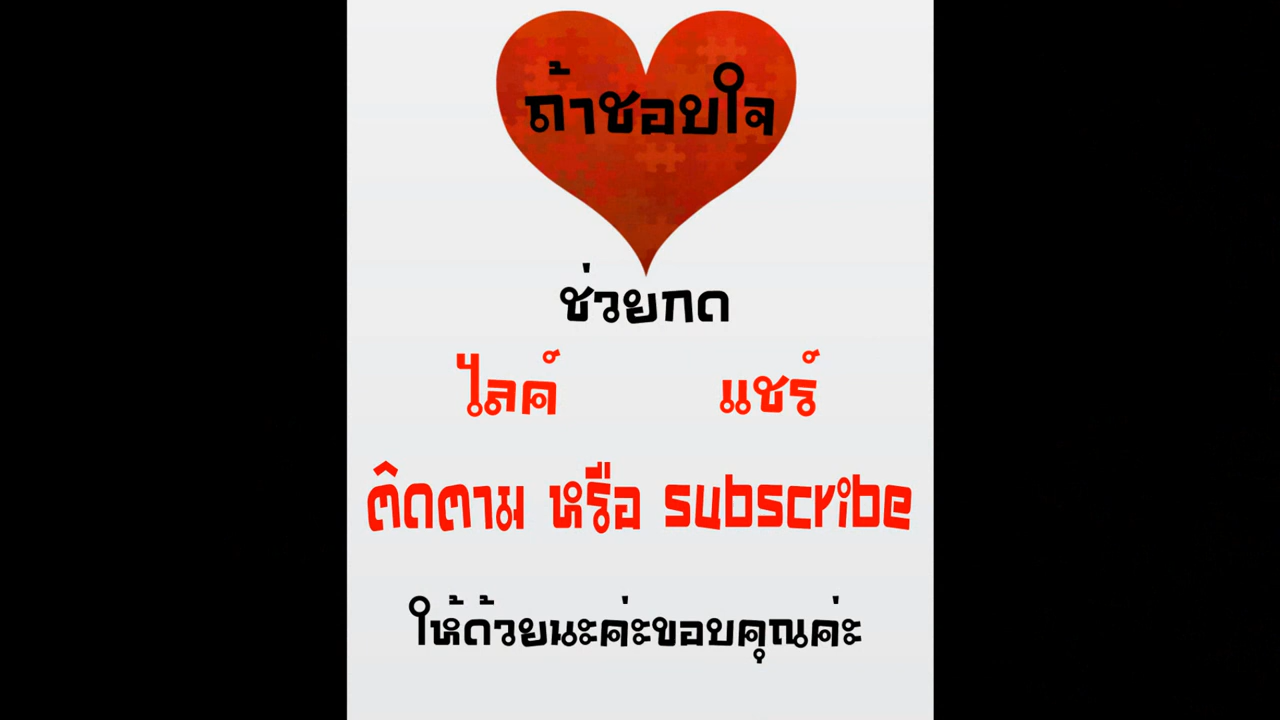 ถ้าชอบใจ
ช่วยกด
ไลค์ แชร์
ติดตาม หรือ subscribe
ให้ด้วยนะค่ะขอบคุณค่ะ